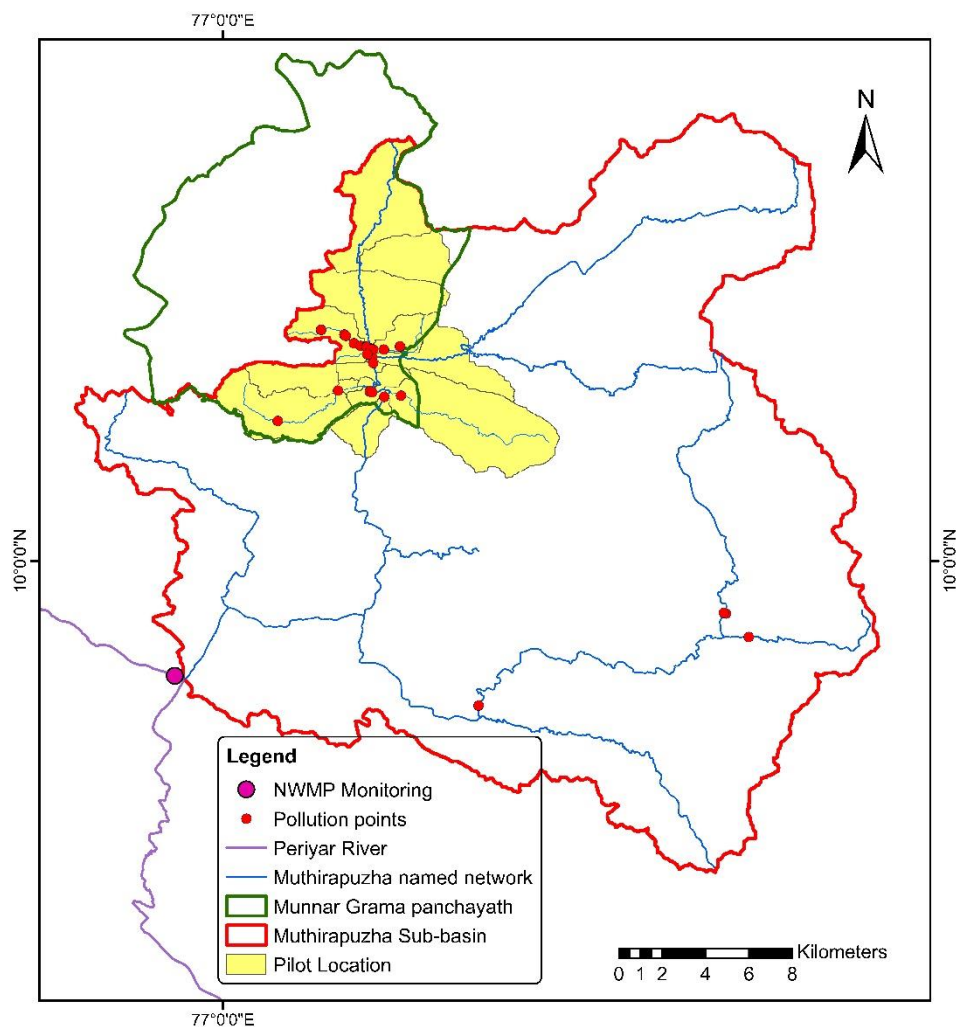 77°0'0"E
N
10°0'0"N
10°0'0"N
Legend
NWMP Monitoring
Pollution points
Periyar River
Muthirapuzha named network
Munnar Grama panchayath
Muthirapuzha Sub-basin
Pilot Location
Kilometers
0 1 2 4 6 8
77°0'0"E